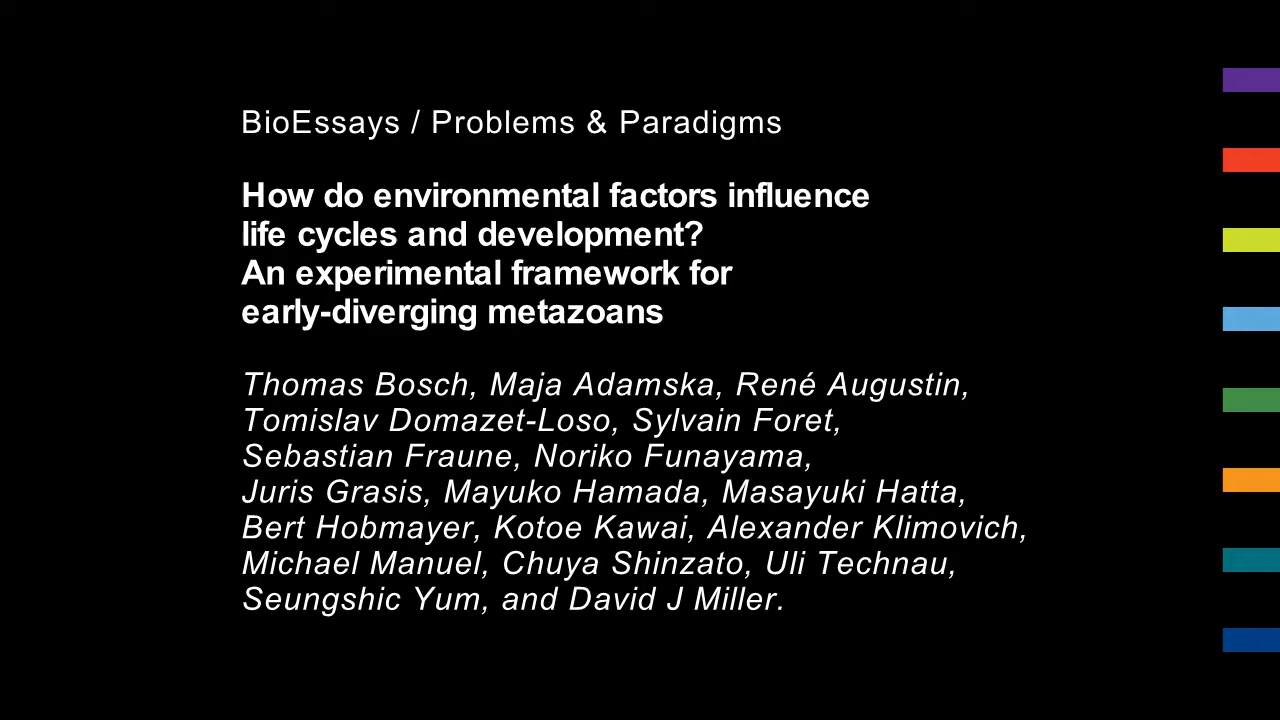 BioEssays / Problems & Paradigms
How do environmental factors influence
life cycles and development?
An experimental framework for
early-diverging metazoans
Thomas Bosch, Maja Adamska, René Augustin,
Tomislav Domazet-Loso, Sylvain Foret,
Sebastian Fraune, Noriko Funayama,
Juris Grasis, Mayuko Hamada, Masayuki Hatta,
Bert Hobmayer, Kotoe Kawai, Alexander Klimovich,
Michael Manuel, Chuya Shinzato, Uli Technau,
Seungshic Yum, and David J Miller.